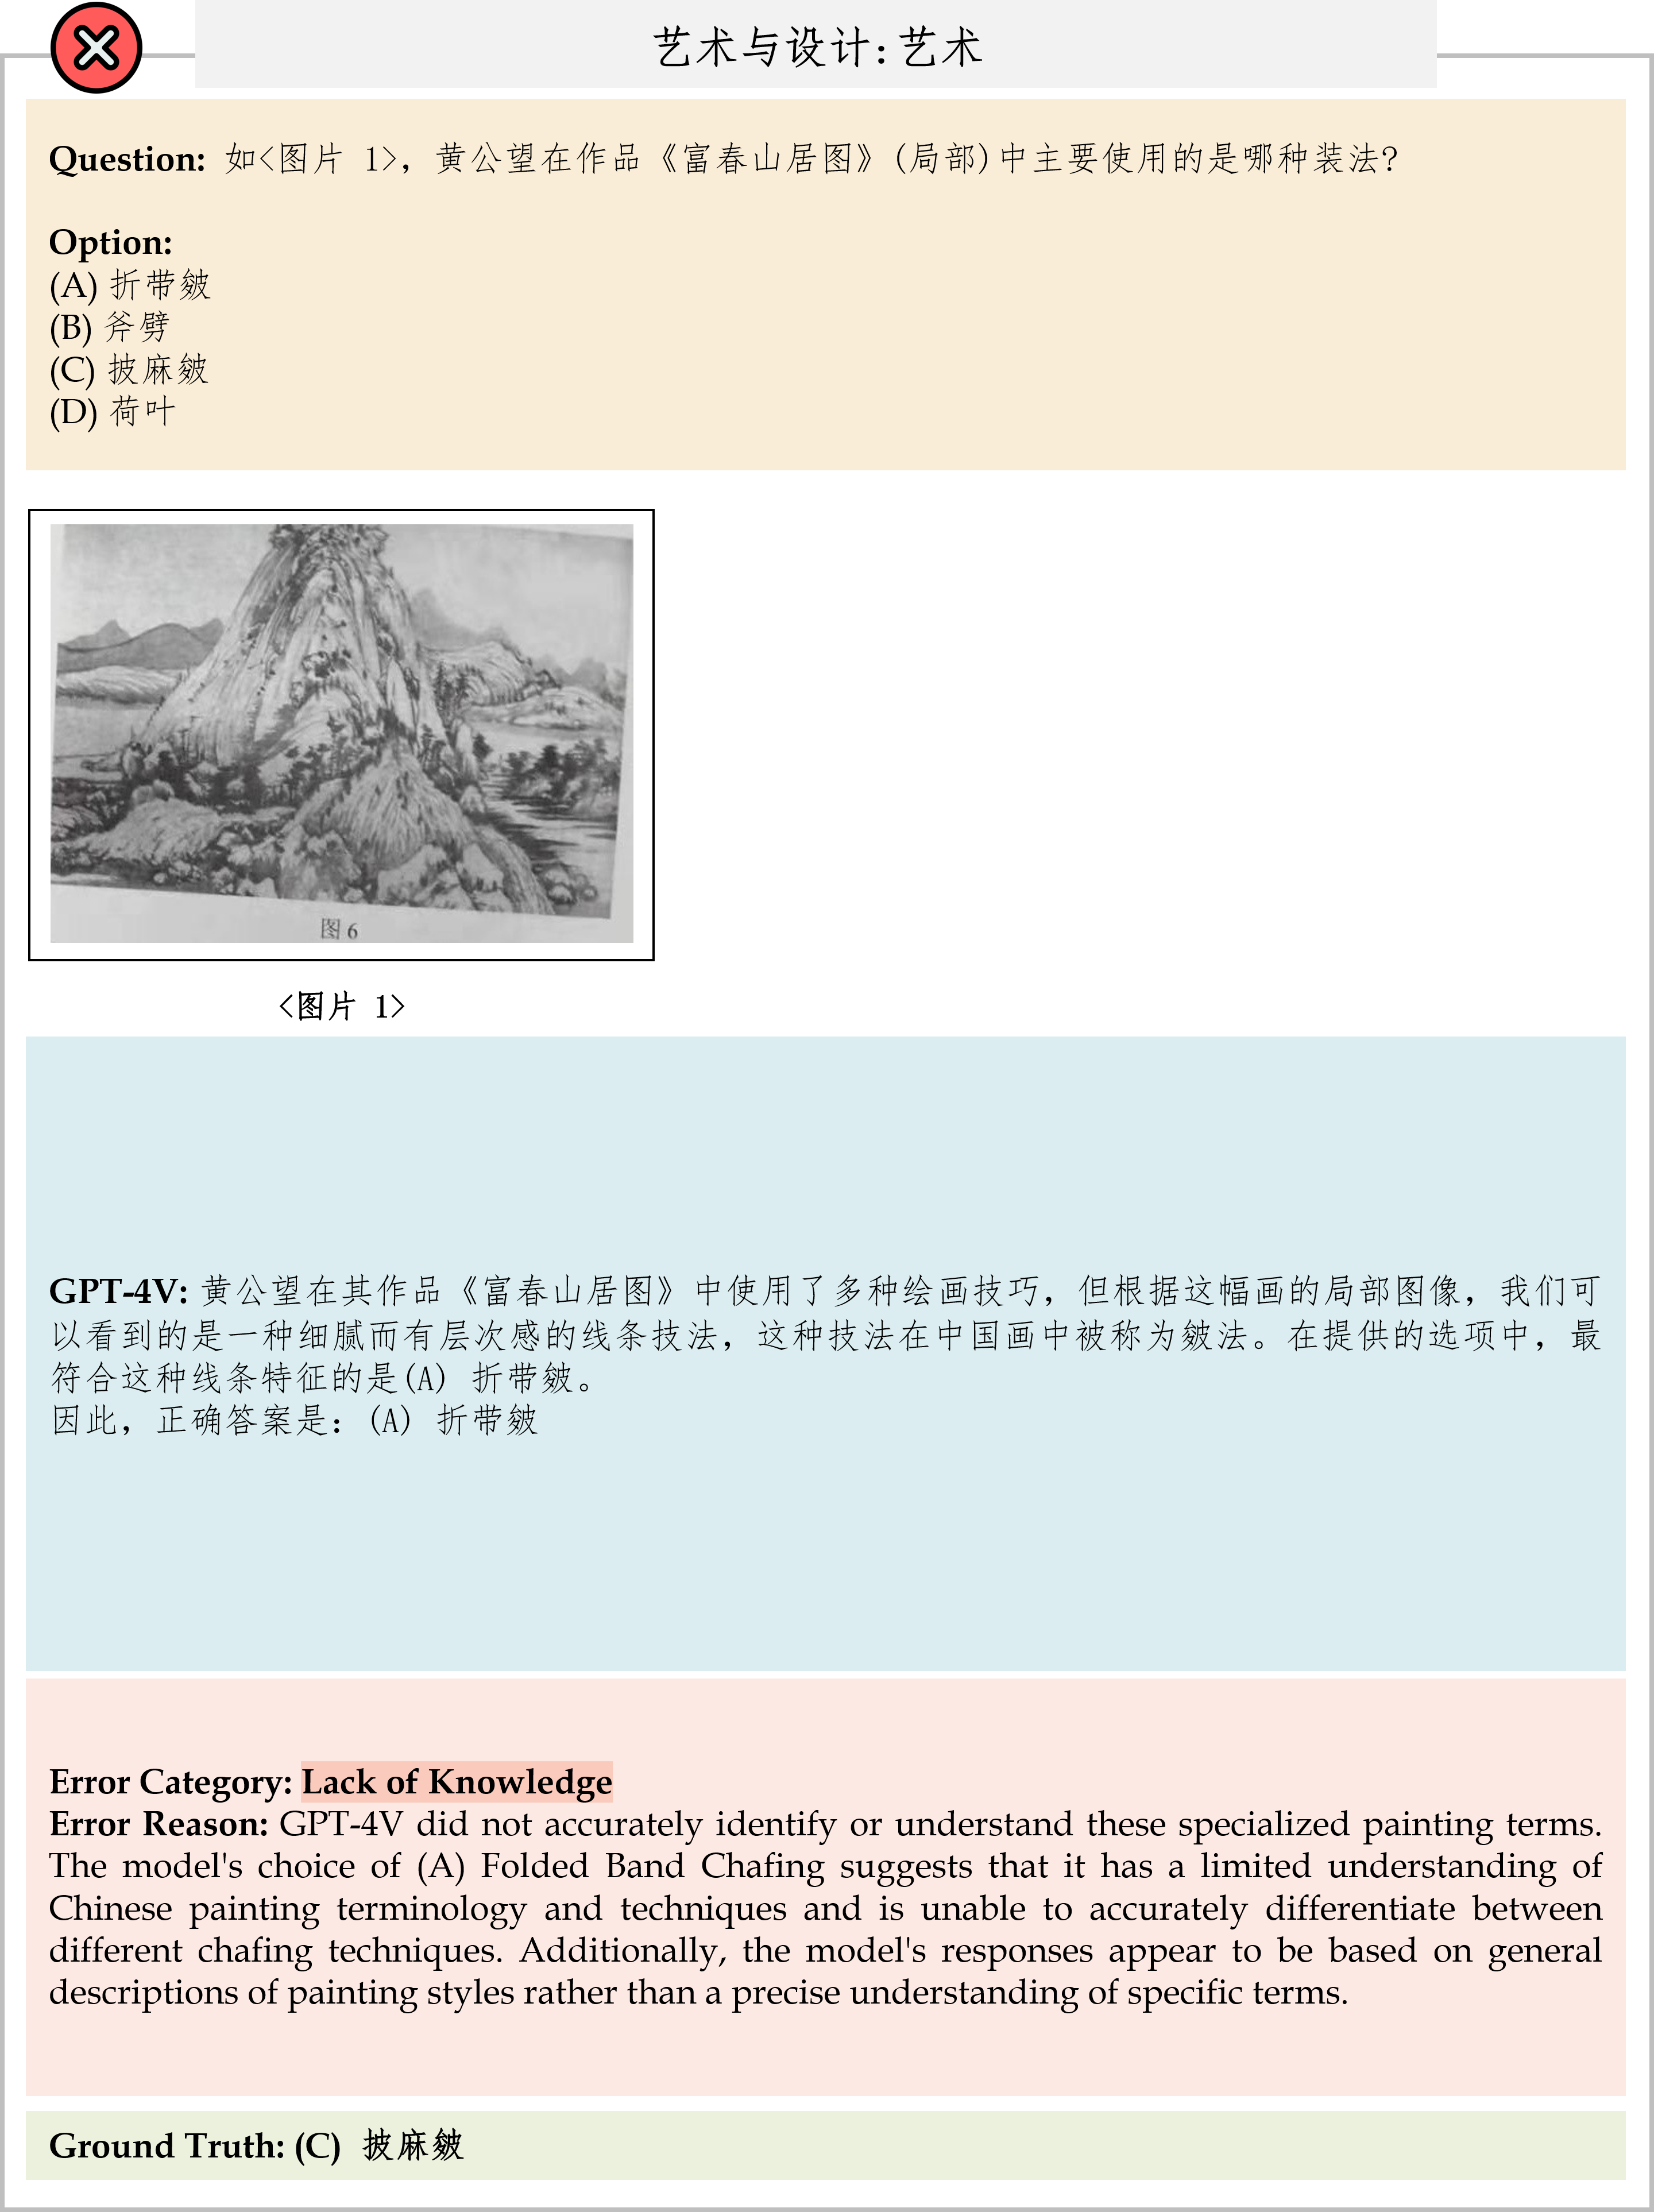 艺术与设计:艺术
Question: 如<图片 1>，黄公望在作品《富春山居图》(局部)中主要使用的是哪种装法?
Option:
(A) 折带皴
(B) 斧劈
(C) 披麻皴
(D) 荷叶
图 6
<图片 1>
GPT-4V: 黄公望在其作品《富春山居图》中使用了多种绘画技巧，但根据这幅画的局部图像，我们可
以看到的是一种细腻而有层次感的线条技法，这种技法在中国画中被称为皴法。在提供的选项中，最
符合这种线条特征的是(A) 折带皴。
因此，正确答案是：(A) 折带皴
Error Category: Lack of Knowledge
Error Reason: GPT-4V did not accurately identify or understand these specialized painting terms.
The model's choice of (A) Folded Band Chafing suggests that it has a limited understanding of
Chinese painting terminology and techniques and is unable to accurately differentiate between
different chafing techniques. Additionally, the model's responses appear to be based on general
descriptions of painting styles rather than a precise understanding of specific terms.
Ground Truth: (C) 披麻皴